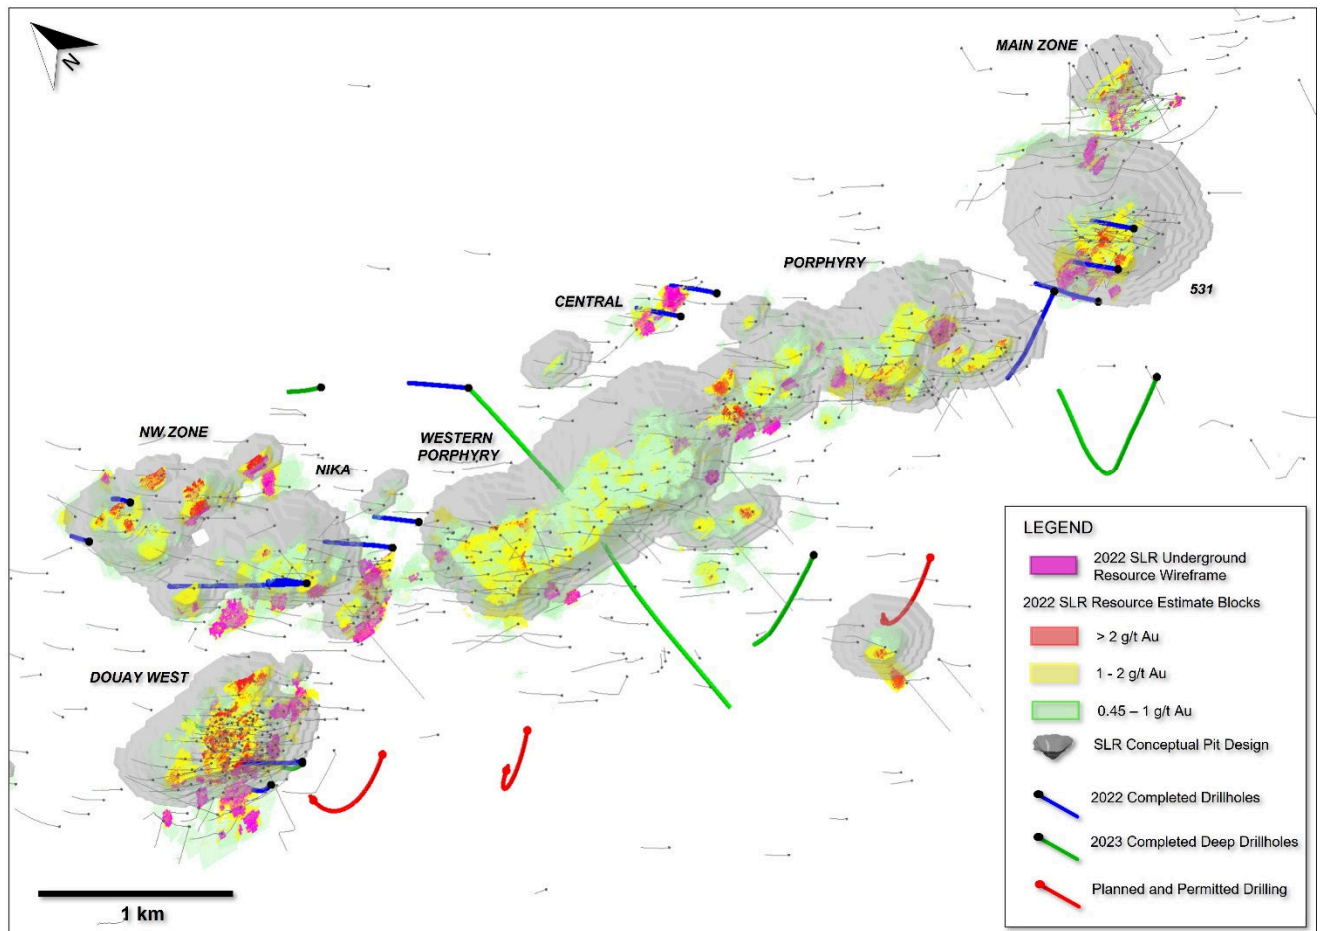 N
MAIN ZONE
PORPHYRY
CENTRAL
531
NW ZONE
NIKA
WESTERN
PORPHYRY
DOUAY WEST
1 km
LEGEND
2022 SLR Underground
Resource Wireframe
2022 SLR Resource Estimate Blocks
> 2 g/t Au
1 - 2 g/t Au
0.45 – 1 g/t Au
SLR Conceptual Pit Design
2022 Completed Drillholes
2023 Completed Deep Drillholes
Planned and Permitted Drilling